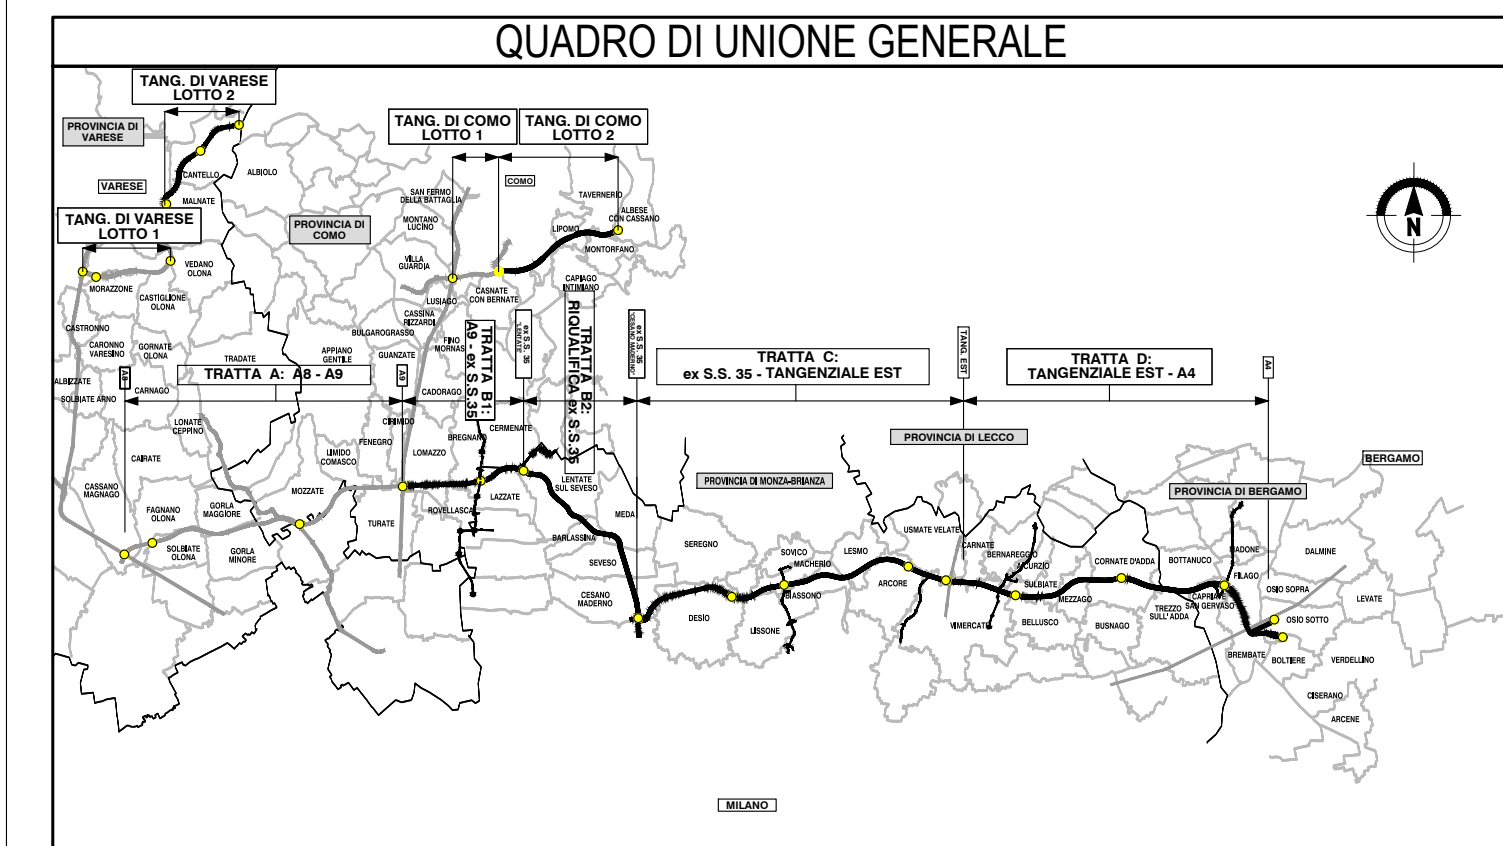 QUADRO DI UNIONE GENERALE
TANG. DI VARESE
LOTTO 2
PROVINCIA DI
VARESE
TANG. DI COMO
LOTTO 1
TANG. DI COMO
LOTTO 2
CANTELLO
ALBIOLO
VARESE
MALNATE
COMO
TAVERNERIO
SAN FERMO
DELLA BATTAGLIA
ALBESE
CON CASSANO
TANG. DI VARESE
LOTTO 1
PROVINCIA DI
COMO
MONTANO
LUCINO
LIPOMO
MONTORFANO
N
VEDANO
OLONA
VILLA
GUARDIA
MORAZZONE
CASTIGLIONE
OLONA
LUISAGO
CASNATE
CON BERNATE
CAPIAGO
INTIMIANO
CASSINA
RIZZARDI
CASTRONNO
BULGAROGRASSO
CARONNO
VARESINO
GORNATE
OLONA
TRADATE
APPIANO
GENTILE
GUANZATE
FINO
MORNAS
TRATTA B1:
A9 - ex S.S.35
ex S.S. 35
"LENTATE"
TRATTA B2:
RIQUALIFICA ex S.S.35
ex S.S. 35
"CESANO MADERNO"
TRATTA C:
ex S.S. 35 - TANGENZIALE EST
TANG. EST
TRATTA D:
TANGENZIALE EST - A4
A4
TRATTA A: A8 - A9
A8
A9
ALBIZZATE
SOLBIATE ARNO
CARNAGO
CADORAGO
LONATE
CEPPINO
CIRIMIDO
FENEGRO
BREGNANO
CERMENATE
PROVINCIA DI LECCO
CAIRATE
LIMIDO
COMASCO
LOMAZZO
BERGAMO
CASSANO
MAGNAGO
MOZZATE
LAZZATE
LENTATE
SUL SEVESO
PROVINCIA DI MONZA-BRIANZA
PROVINCIA DI BERGAMO
FAGNANO
OLONA
GORLA
MAGGIORE
TURATE
ROVELLASCA
MEDA
USMATE VELATE
SOLBIATE
OLONA
GORLA
MINORE
BARLASSINA
SEREGNO
SOVICO
MACHERIO
LESMO
CARNATE
BERNAREGGIO
MADONE
DALMINE
SEVESO
AICURZIO
CORNATE D'ADDA
BOTTANUCO
FILAGO
ARCORE
SULBIATE
CESANO
MADERNO
BIASSONO
MEZZAGO
CAPRIATE
SAN GERVASO
OSIO SOPRA
LEVATE
DESIO
LISSONE
VIMERCATE
BELLUSCO
BUSNAGO
TREZZO
SULL' ADDA
OSIO SOTTO
BREMBATE
BOLTIERE
VERDELLINO
CISERANO
ARCENE
MILANO